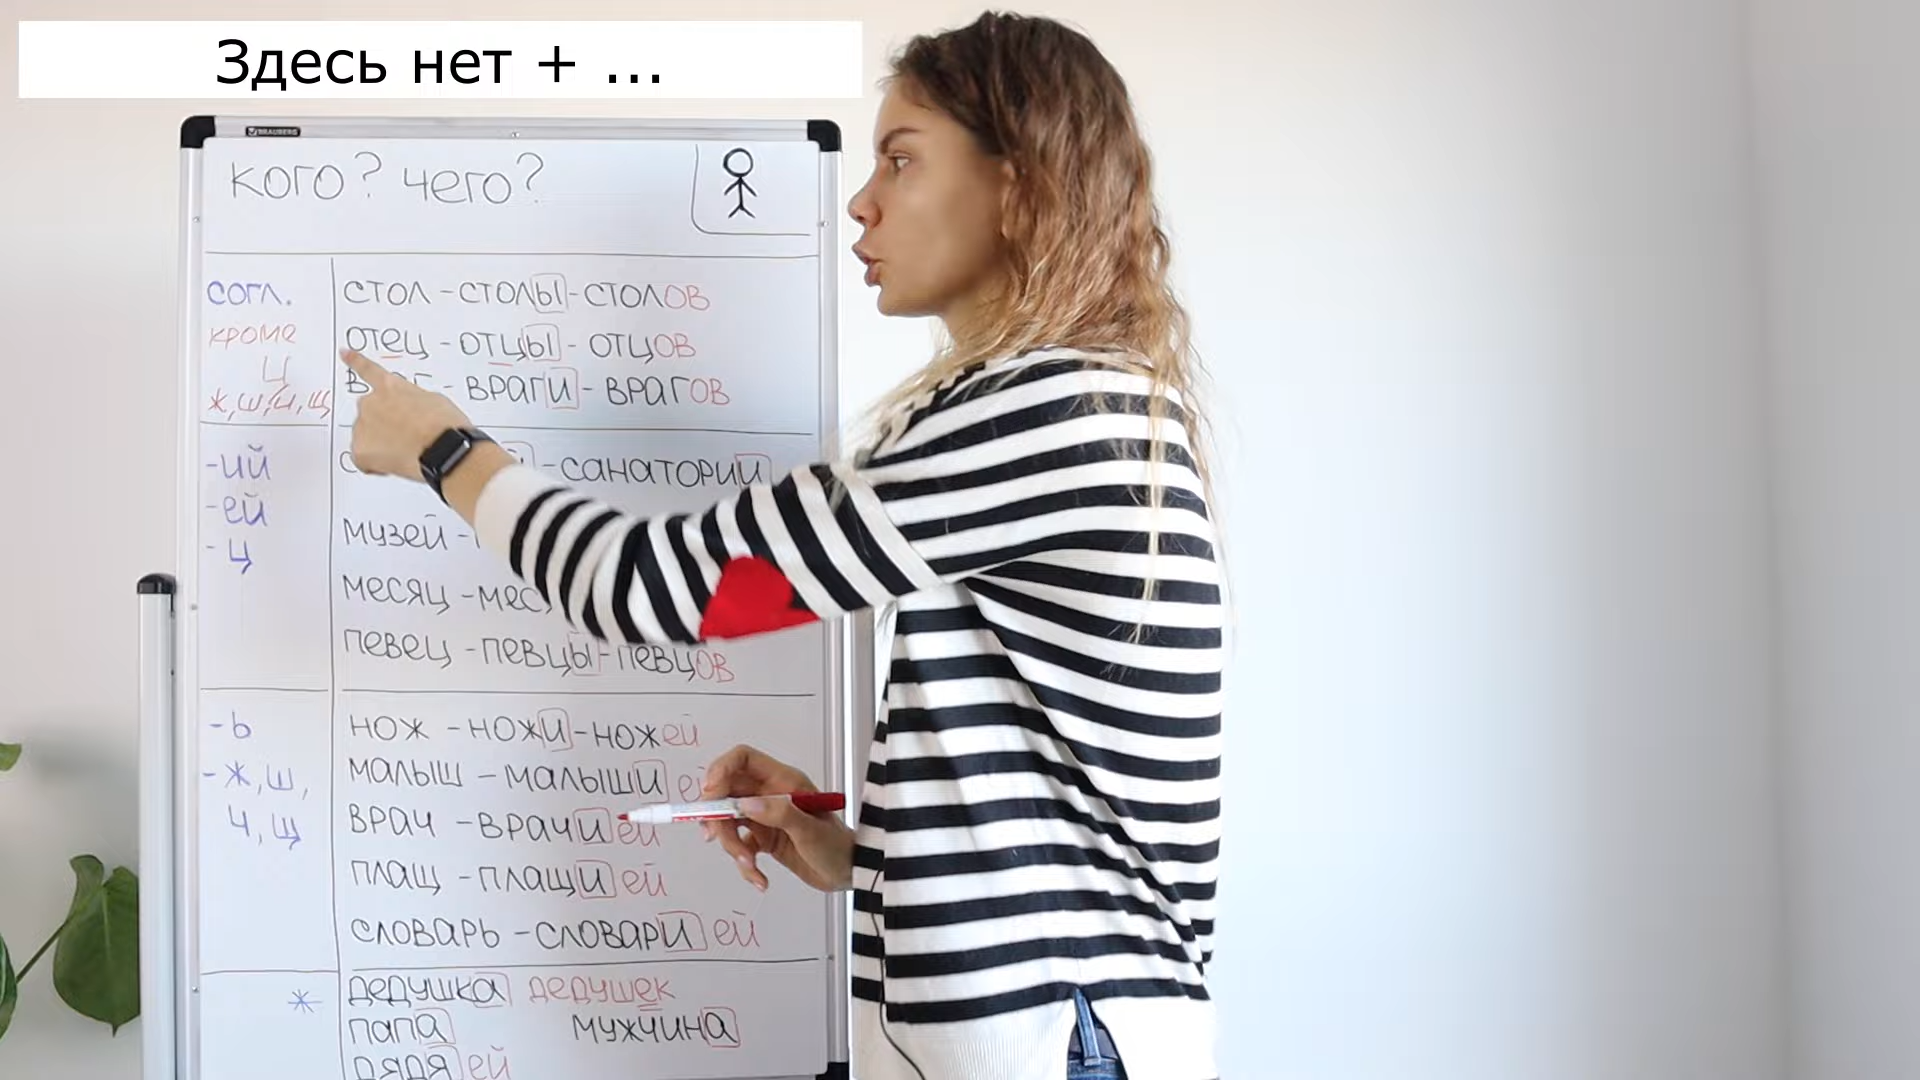 Здесь нет + ...
BRAUBERG
кого? чего?
согл.
кроме
Ц
ж,ш,ч,щ
стол - столы - столов
отец - отцы - отцов
- враги - врагов
-ий
-ей
-ц
- санатории
музей -
месяц -
певец - певцы - певцов
-ь
-ж,ш,
ч,щ
нож - ножи - ножей
малыш - малыши
врач - врачи ей
плащ - плащи ей
словарь - словари ей
*
дедушка дедушек
папа мужчина
дядя ей